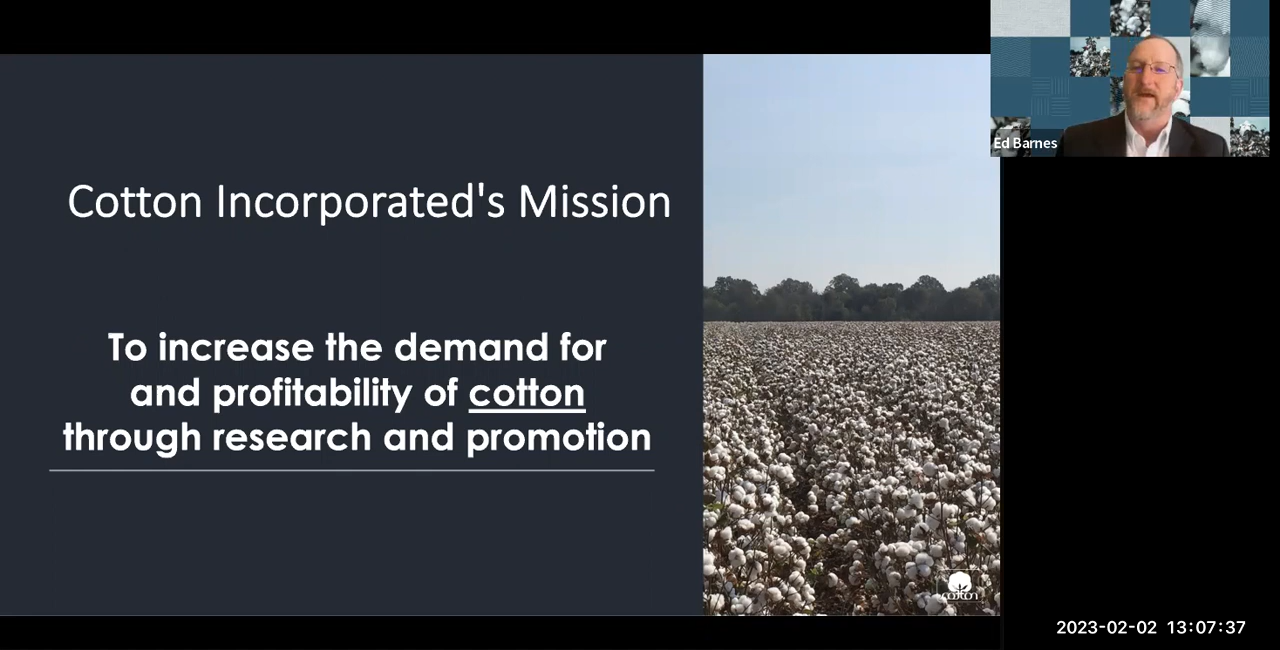 Cotton Incorporated's Mission
To increase the demand for
and profitability of cotton
through research and promotion
cotton
Ed Barnes
2023-02-02 13:07:37